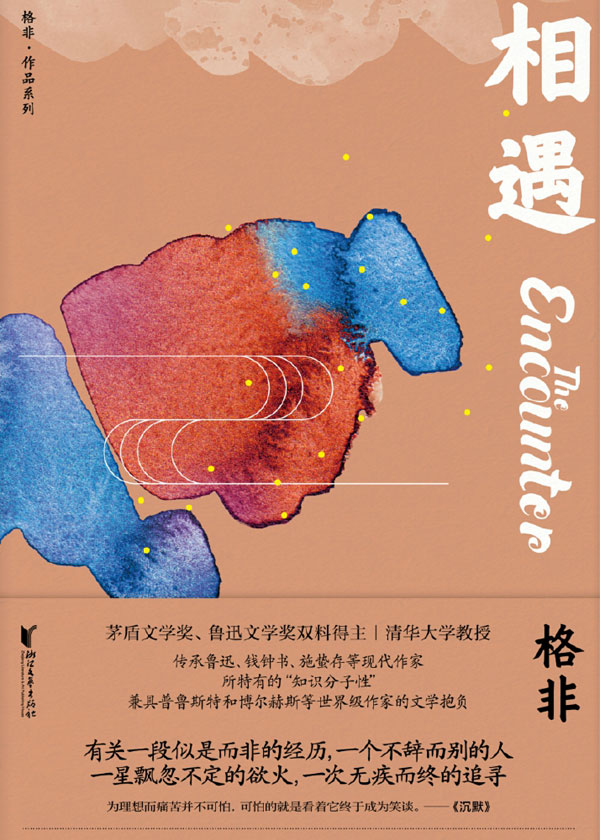 格非·作品系列
相遇
The
Encounter
格非
浙江文艺出版社
茅盾文学奖、鲁迅文学奖双料得主｜清华大学教授
传承鲁迅、钱钟书、施蛰存等现代作家
所特有的“知识分子性”
兼具普鲁斯特和博尔赫斯等世界级作家的文学抱负
有关一段似是而非的经历，一个不辞而别的人
一星飘忽不定的欲火，一次无疾而终的追寻
为理想而痛苦并不可怕，可怕的就是看着它终于成为笑谈。——《沉默》